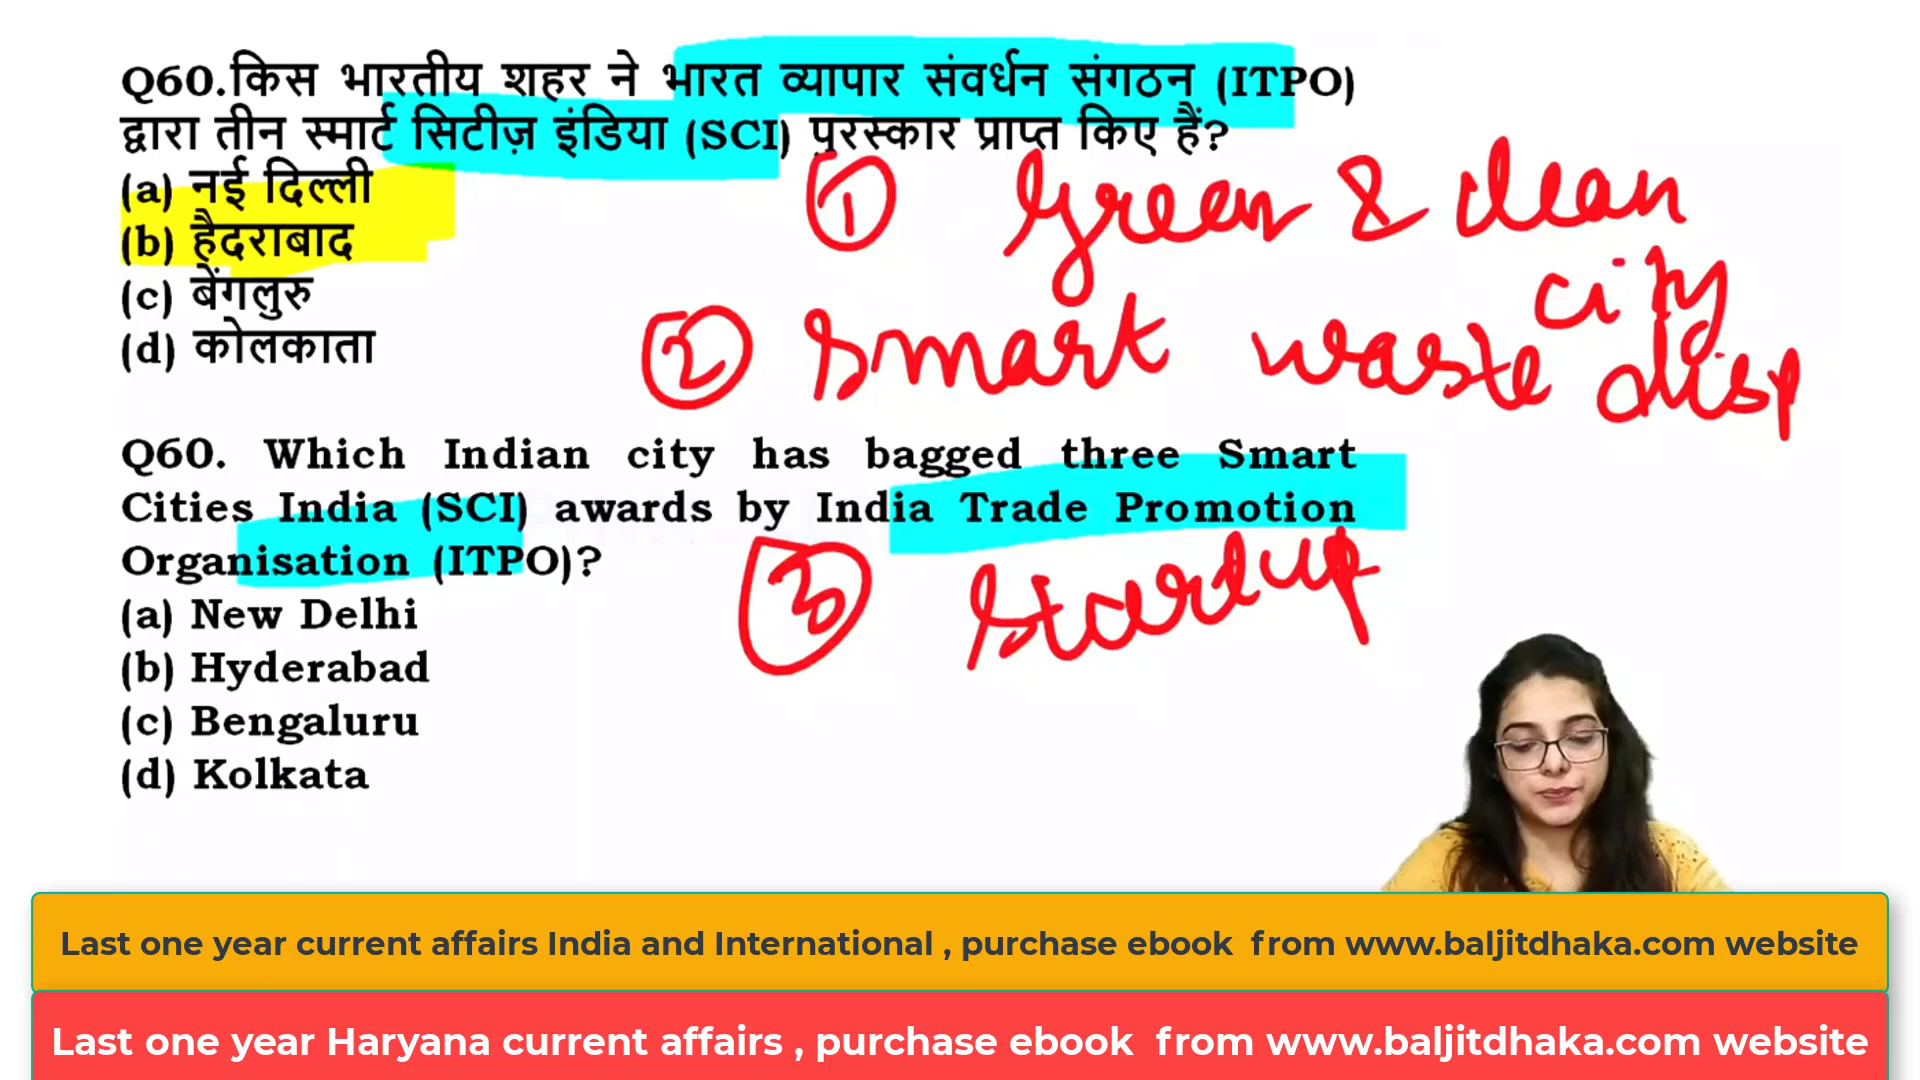 Q60.किस भारतीय शहर ने भारत व्यापार संवर्धन संगठन (ITPO)
द्वारा तीन स्मार्ट सिटीज़ इंडिया (SCI) पुरस्कार प्राप्त किए हैं?
(a) नई दिल्ली
(b) हैदराबाद
(c) बेंगलुरु
(d) कोलकाता
① Green & clean
city
② Smart waste disp
Q60. Which Indian city has bagged three Smart
Cities India (SCI) awards by India Trade Promotion
Organisation (ITPO)?
③ Startup
(a) New Delhi
(b) Hyderabad
(c) Bengaluru
(d) Kolkata
Last one year current affairs India and International , purchase ebook from www.baljitdhaka.com website
Last one year Haryana current affairs , purchase ebook from www.baljitdhaka.com website